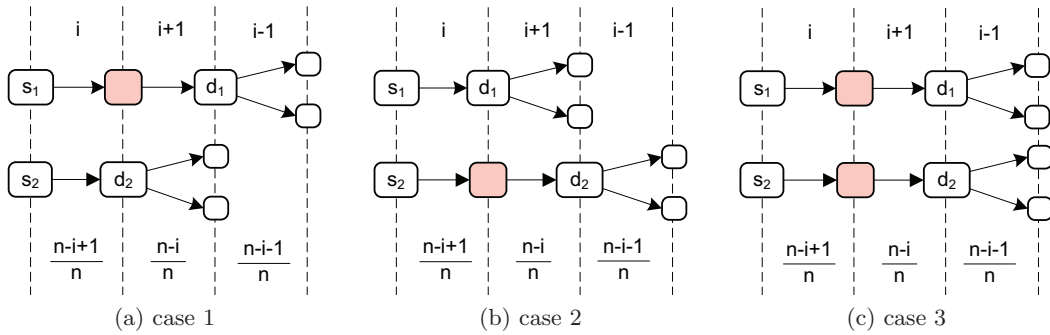 i i+1 i-1
s1 d1
s2 d2
n-i+1 n-i n-i-1
n n n
(a) case 1
i i+1 i-1
s1 d1
s2 d2
n-i+1 n-i n-i-1
n n n
(b) case 2
i i+1 i-1
s1 d1
s2 d2
n-i+1 n-i n-i-1
n n n
(c) case 3